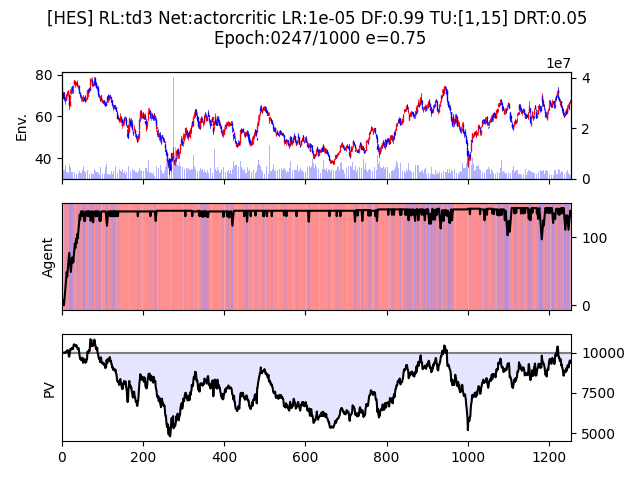 [HES] RL:td3 Net:actorcritic LR:1e-05 DF:0.99 TU:[1,15] DRT:0.05
Epoch:0247/1000 e=0.75
1e7
80
60
40
Env.
4
2
0
Agent
100
0
PV
10000
7500
5000
0 200 400 600 800 1000 1200